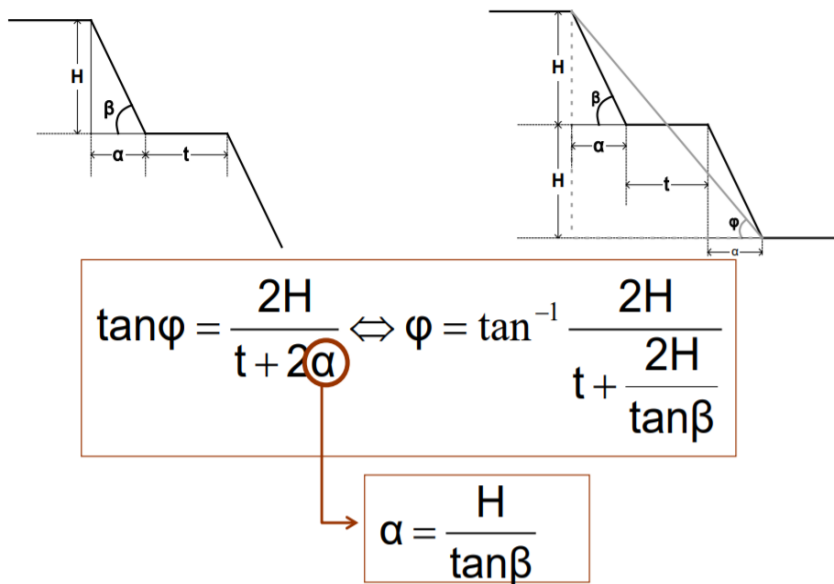 H
β
α
t
H
β
α
H
t
φ
α
tanφ = 2H / (t + 2α) ⇔ φ = tan⁻¹ 2H / (t + 2H / tanβ)
α = H / tanβ